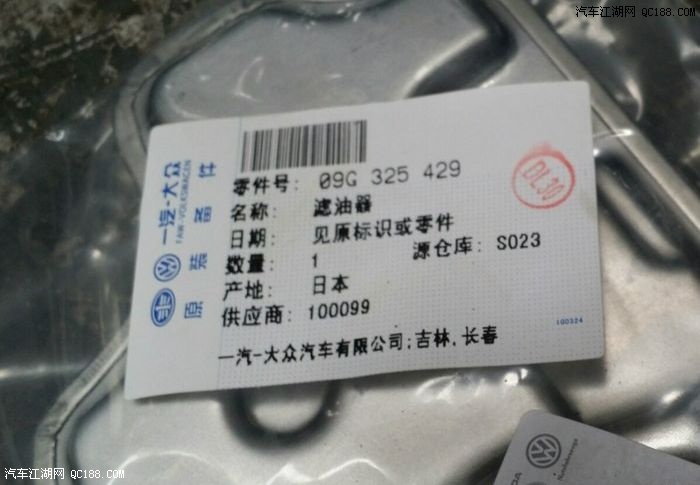 汽车江湖网 QC188.COM
一汽-大众
FAW-VOLKSWAGEN
原装备件
零件号: 09G 325 429
名称: 滤油器
日期: 见原标识或零件
数量: 1
源仓库: S023
产地: 日本
供应商: 100099
一汽-大众汽车有限公司;吉林.长春
DL30
100324
汽车江湖网 QC188.COM